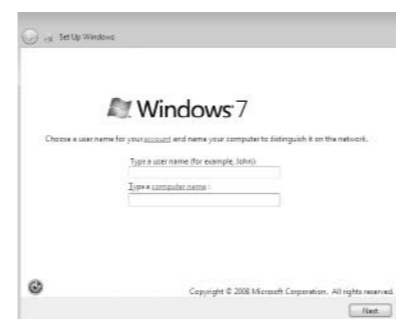 Set Up Windows
Windows 7
Choose a user name for your account and name your computer to distinguish it on the network.
Type a user name (for example, John):
Type a computer name :
Copyright © 2008 Microsoft Corporation. All rights reserved.
Next